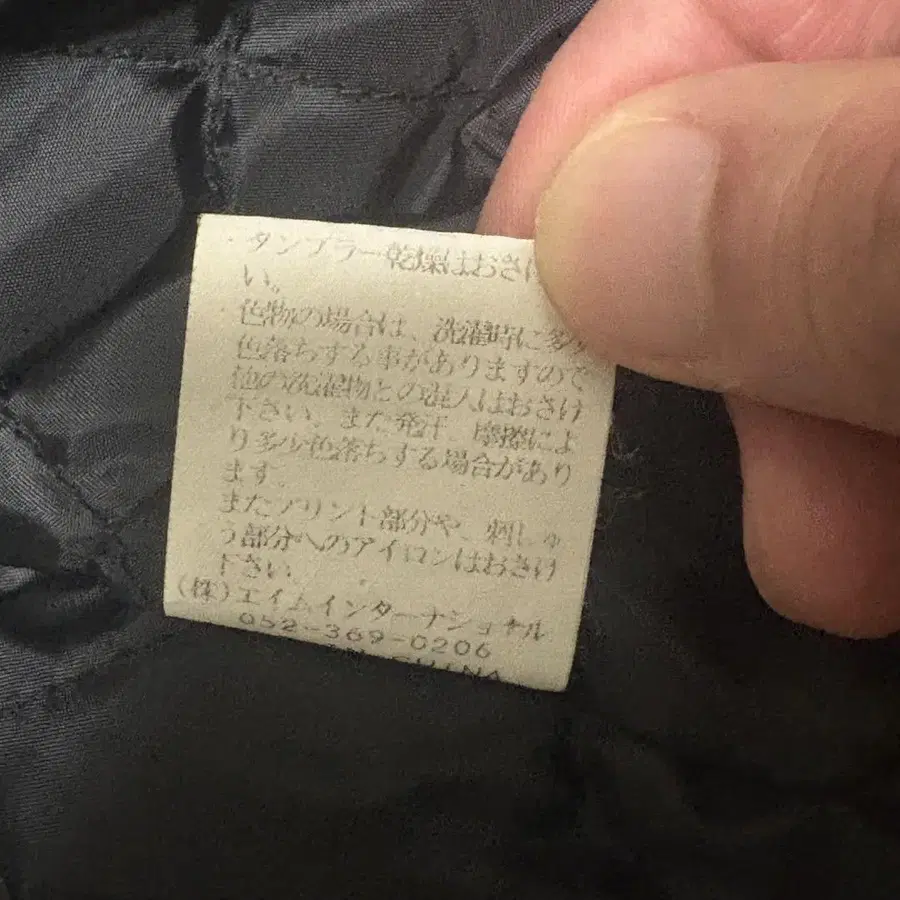 ・タンブラー乾燥はおさけ
い。
色物の場合は、洗濯時に多少
色落ちする事がありますので
他の洗濯物との混入はおさけ
下さい。また発汗、摩擦によ
り多少色落ちする場合があり
ます。
またプリント部分や、刺しゅ
う部分へのアイロンはおさけ
下さい。
(株)エイムインターナショナル
052-369-0206
CHINA